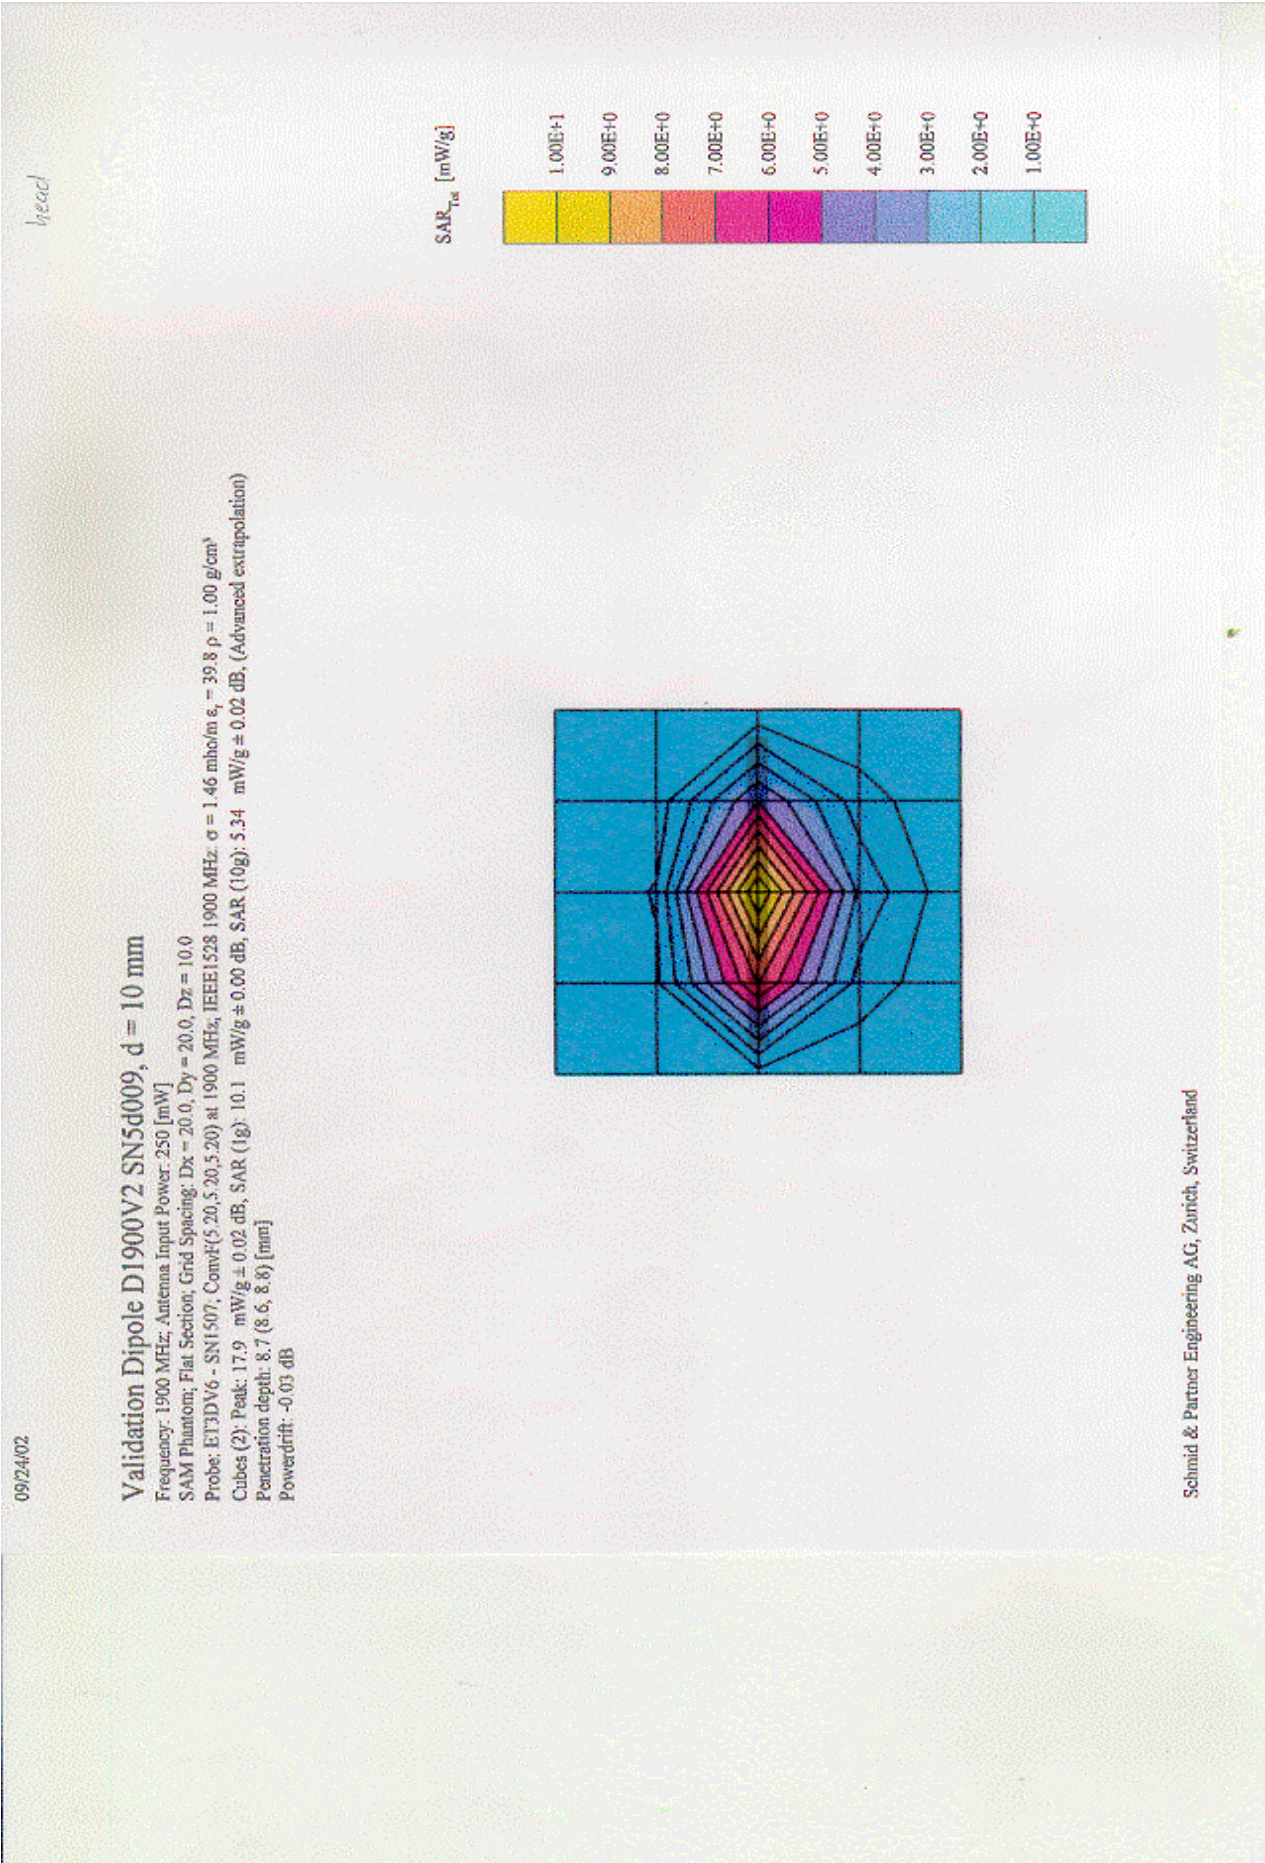 09/24/02
head
Validation Dipole D1900V2 SN5d009, d = 10 mm
Frequency: 1900 MHz; Antenna Input Power: 250 [mW]
SAM Phantom; Flat Section; Grid Spacing: Dx = 20.0, Dy = 20.0, Dz = 10.0
Probe: ET3DV6 - SN1507; ConvF(5.20,5.20,5.20) at 1900 MHz; IEEE1528 1900 MHz: σ = 1.46 mho/m εr = 39.8 ρ = 1.00 g/cm³
Cubes (2): Peak: 17.9 mW/g ± 0.02 dB, SAR (1g): 10.1 mW/g ± 0.00 dB, SAR (10g): 5.34 mW/g ± 0.02 dB, (Advanced extrapolation)
Penetration depth: 8.7 (8.6, 8.8) [mm]
Powerdrift: -0.03 dB
SARTot [mW/g]
1.00E+1
9.00E+0
8.00E+0
7.00E+0
6.00E+0
5.00E+0
4.00E+0
3.00E+0
2.00E+0
1.00E+0
Schmid & Partner Engineering AG, Zurich, Switzerland